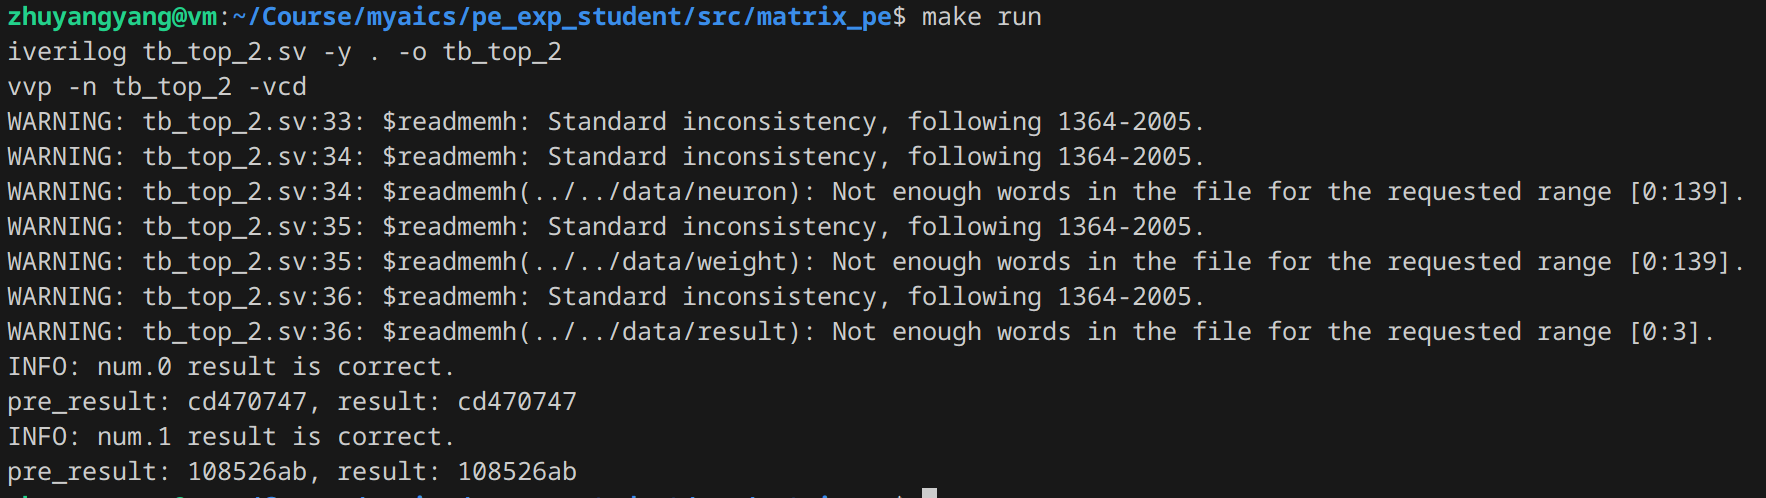 zhuyangyang@vm:~/Course/myaics/pe_exp_student/src/matrix_pe$ make run
iverilog tb_top_2.sv -y . -o tb_top_2
vvp -n tb_top_2 -vcd
WARNING: tb_top_2.sv:33: $readmemh: Standard inconsistency, following 1364-2005.
WARNING: tb_top_2.sv:34: $readmemh: Standard inconsistency, following 1364-2005.
WARNING: tb_top_2.sv:34: $readmemh(../../data/neuron): Not enough words in the file for the requested range [0:139].
WARNING: tb_top_2.sv:35: $readmemh: Standard inconsistency, following 1364-2005.
WARNING: tb_top_2.sv:35: $readmemh(../../data/weight): Not enough words in the file for the requested range [0:139].
WARNING: tb_top_2.sv:36: $readmemh: Standard inconsistency, following 1364-2005.
WARNING: tb_top_2.sv:36: $readmemh(../../data/result): Not enough words in the file for the requested range [0:3].
INFO: num.0 result is correct.
pre_result: cd470747, result: cd470747
INFO: num.1 result is correct.
pre_result: 108526ab, result: 108526ab